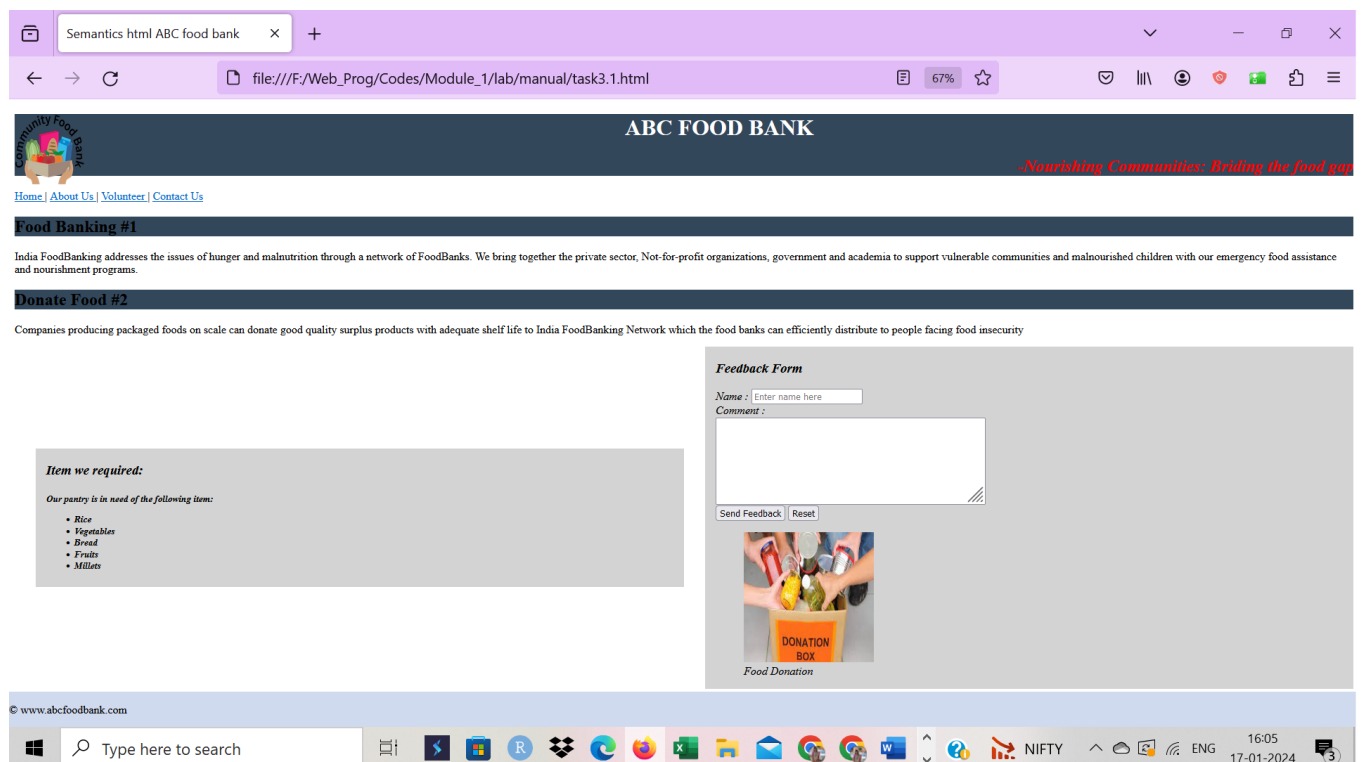 Semantics html ABC food bank
file:///F:/Web_Prog/Codes/Module_1/lab/manual/task3.1.html
67%
Community Food Bank
ABC FOOD BANK
-Nourishing Communities: Briding the food gap
Home | About Us | Volunteer | Contact Us
Food Banking #1
India FoodBanking addresses the issues of hunger and malnutrition through a network of FoodBanks. We bring together the private sector, Not-for-profit organizations, government and academia to support vulnerable communities and malnourished children with our emergency food assistance
and nourishment programs.
Donate Food #2
Companies producing packaged foods on scale can donate good quality surplus products with adequate shelf life to India FoodBanking Network which the food banks can efficiently distribute to people facing food insecurity
Item we required:
Our pantry is in need of the following item:
• Rice
• Vegetables
• Bread
• Fruits
• Millets
Feedback Form
Name : Enter name here
Comment :
Send Feedback Reset
DONATION
BOX
Food Donation
© www.abcfoodbank.com
Type here to search
R
NIFTY
ENG
16:05
17-01-2024
3